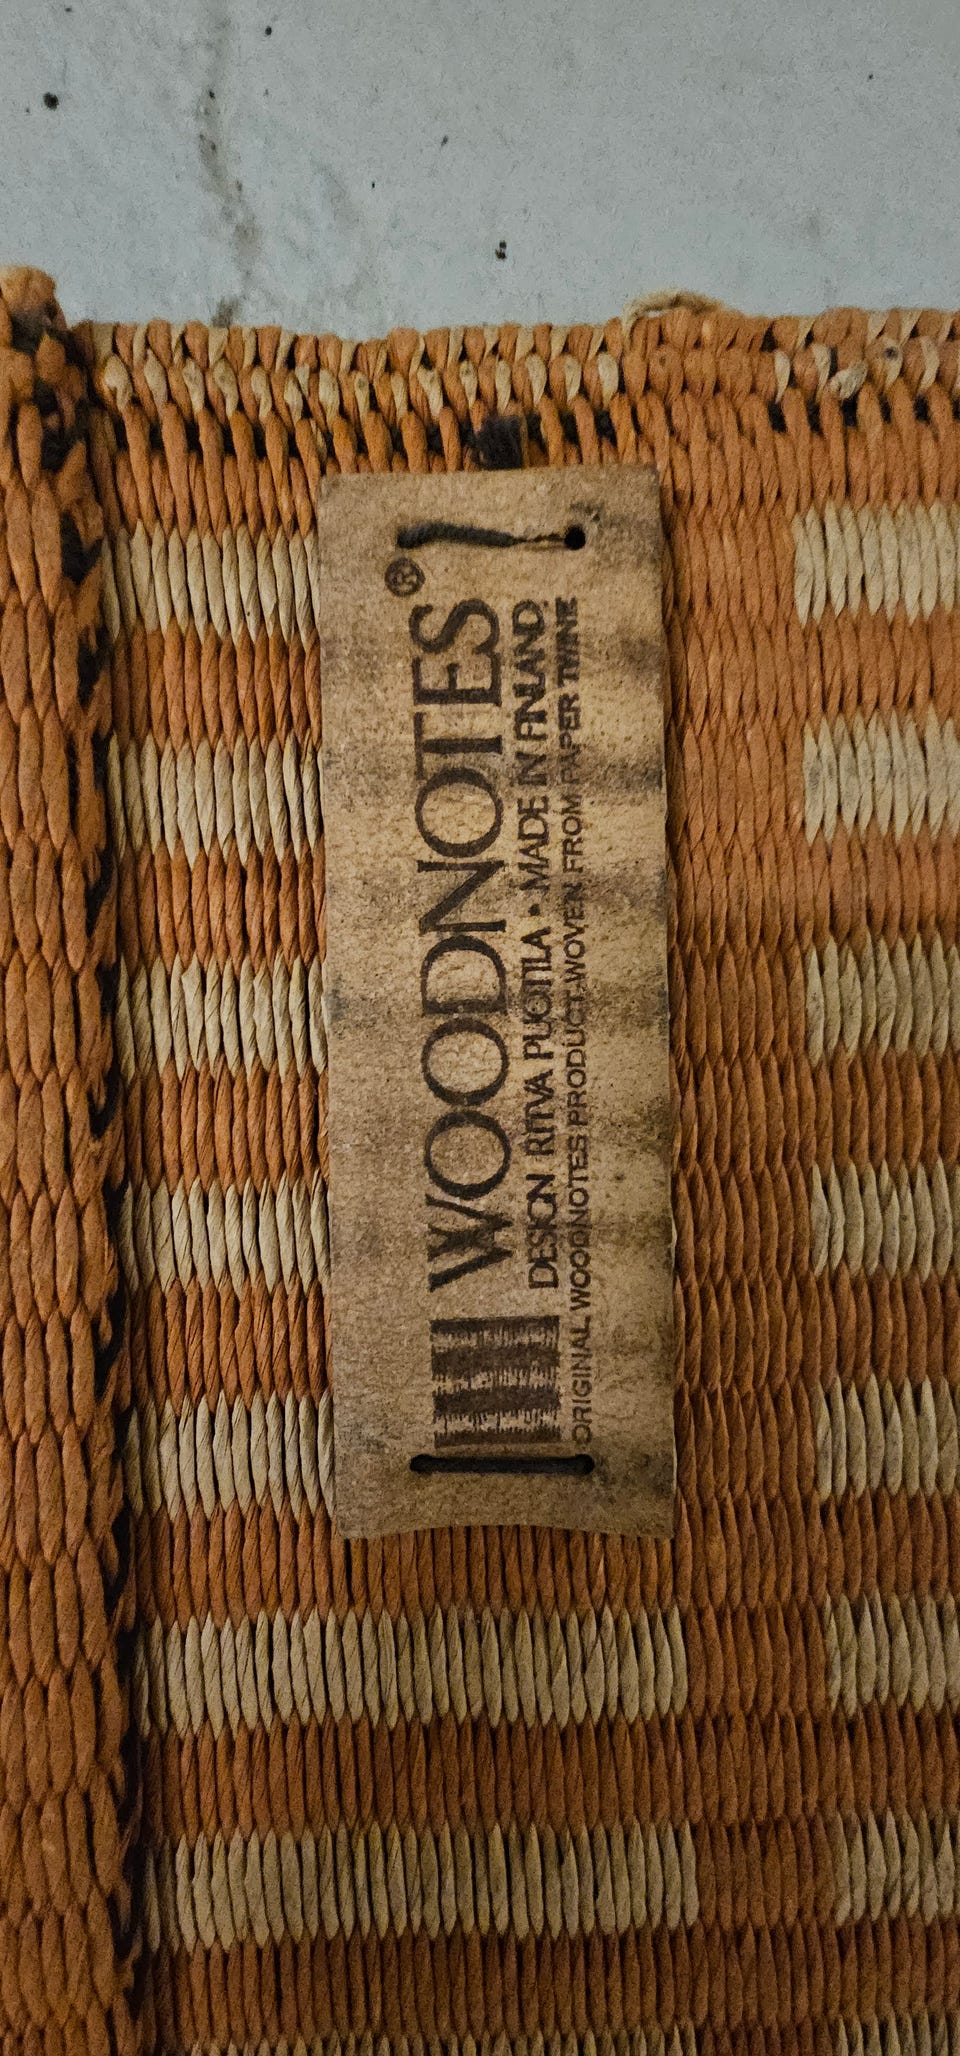 WOODNOTES®
DESIGN RITVA PUOTILA • MADE IN FINLAND
ORIGINAL WOODNOTES PRODUCT WOVEN FROM PAPER TWINE